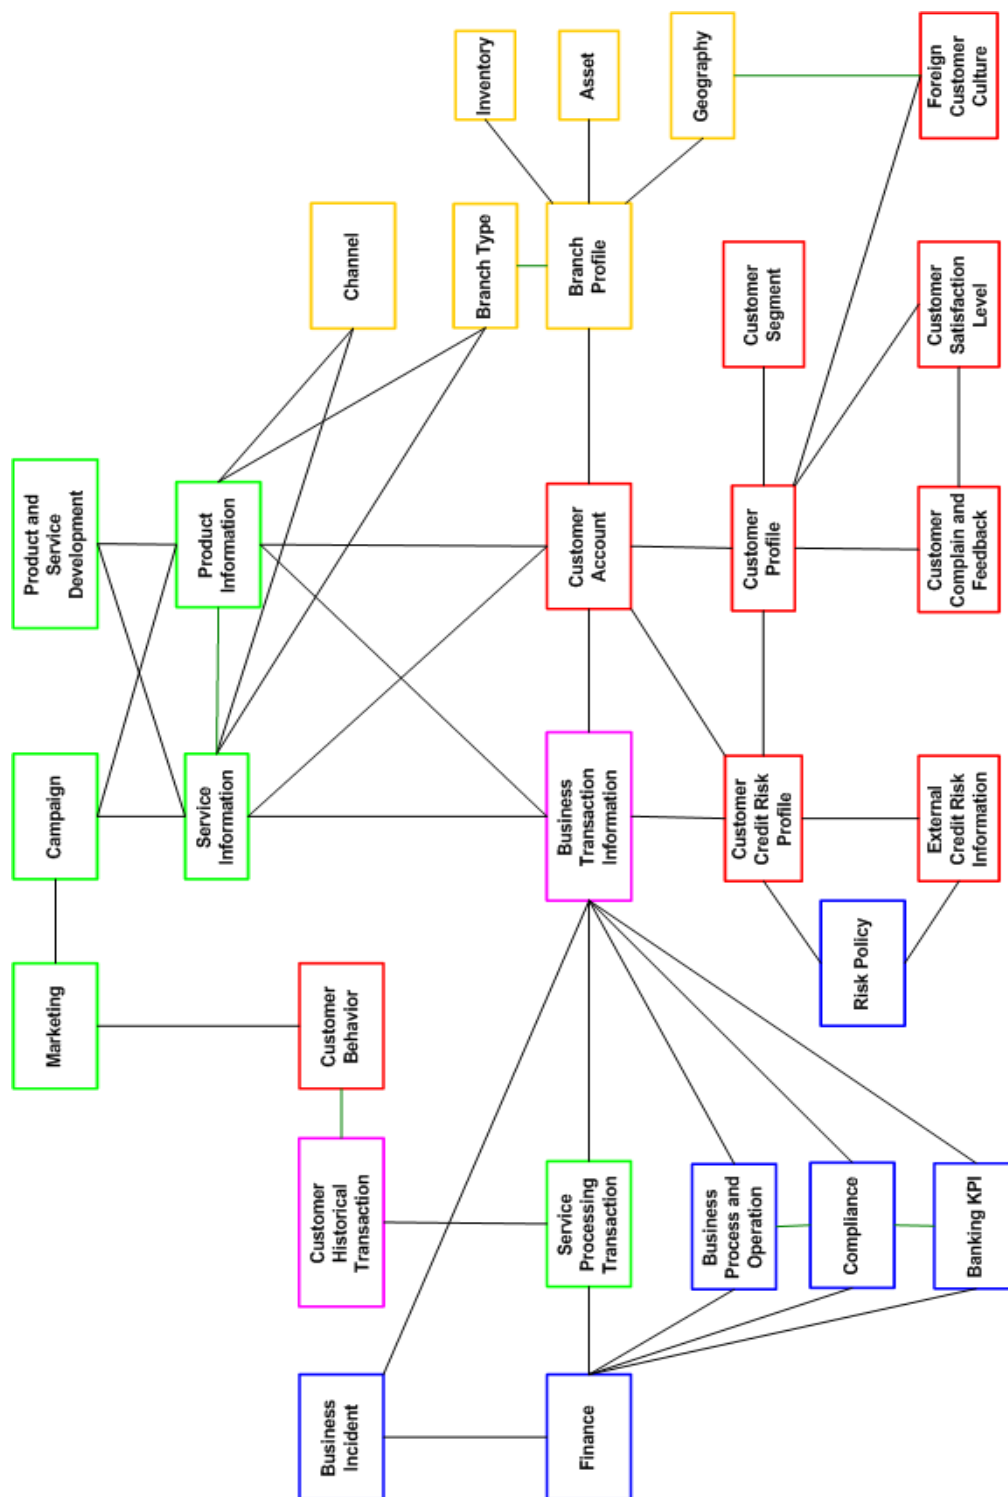 Marketing
Campaign
Product and
Service
Development
Service
Information
Product
Information
Business
Incident
Customer
Historical
Transaction
Customer
Behavior
Channel
Branch Type
Inventory
Finance
Service
Processing
Transaction
Business
Transaction
Information
Customer
Account
Branch
Profile
Asset
Business
Process and
Operation
Customer
Credit Risk
Profile
Customer
Profile
Customer
Segment
Geography
Compliance
Risk Policy
Banking KPI
External
Credit Risk
Information
Customer
Complain and
Feedback
Customer
Satisfaction
Level
Foreign
Customer
Culture